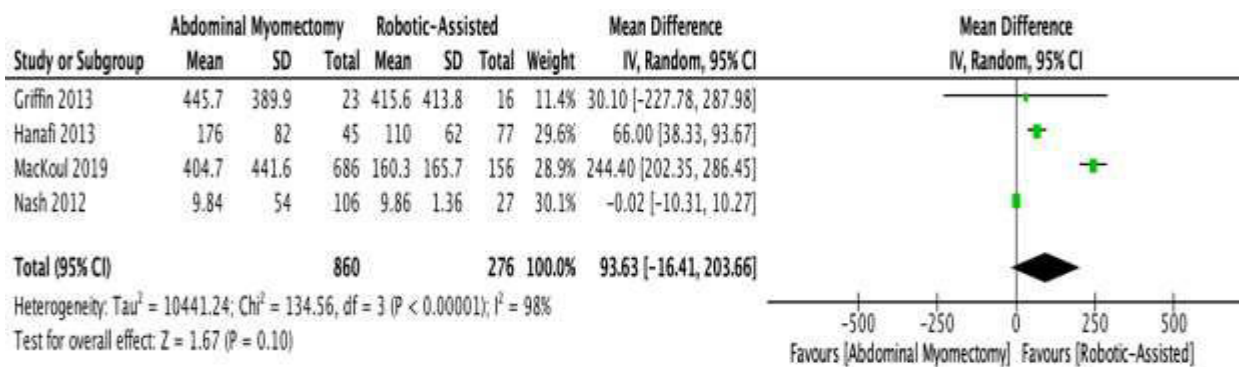 Abdominal Myomectomy Robotic-Assisted Mean Difference Mean Difference
Study or Subgroup Mean SD Total Mean SD Total Weight IV, Random, 95% CI IV, Random, 95% CI
Griffin 2013 445.7 389.9 23 415.6 413.8 16 11.4% 30.10 [-227.78, 287.98]
Hanafi 2013 176 82 45 110 62 77 29.6% 66.00 [38.33, 93.67]
MacKoul 2019 404.7 441.6 686 160.3 165.7 156 28.9% 244.40 [202.35, 286.45]
Nash 2012 9.84 54 106 9.86 1.36 27 30.1% -0.02 [-10.31, 10.27]
Total (95% CI) 860 276 100.0% 93.63 [-16.41, 203.66]
Heterogeneity: Tau² = 10441.24; Chi² = 134.56, df = 3 (P < 0.00001); I² = 98%
Test for overall effect: Z = 1.67 (P = 0.10)
-500 -250 0 250 500
Favours [Abdominal Myomectomy] Favours [Robotic-Assisted]